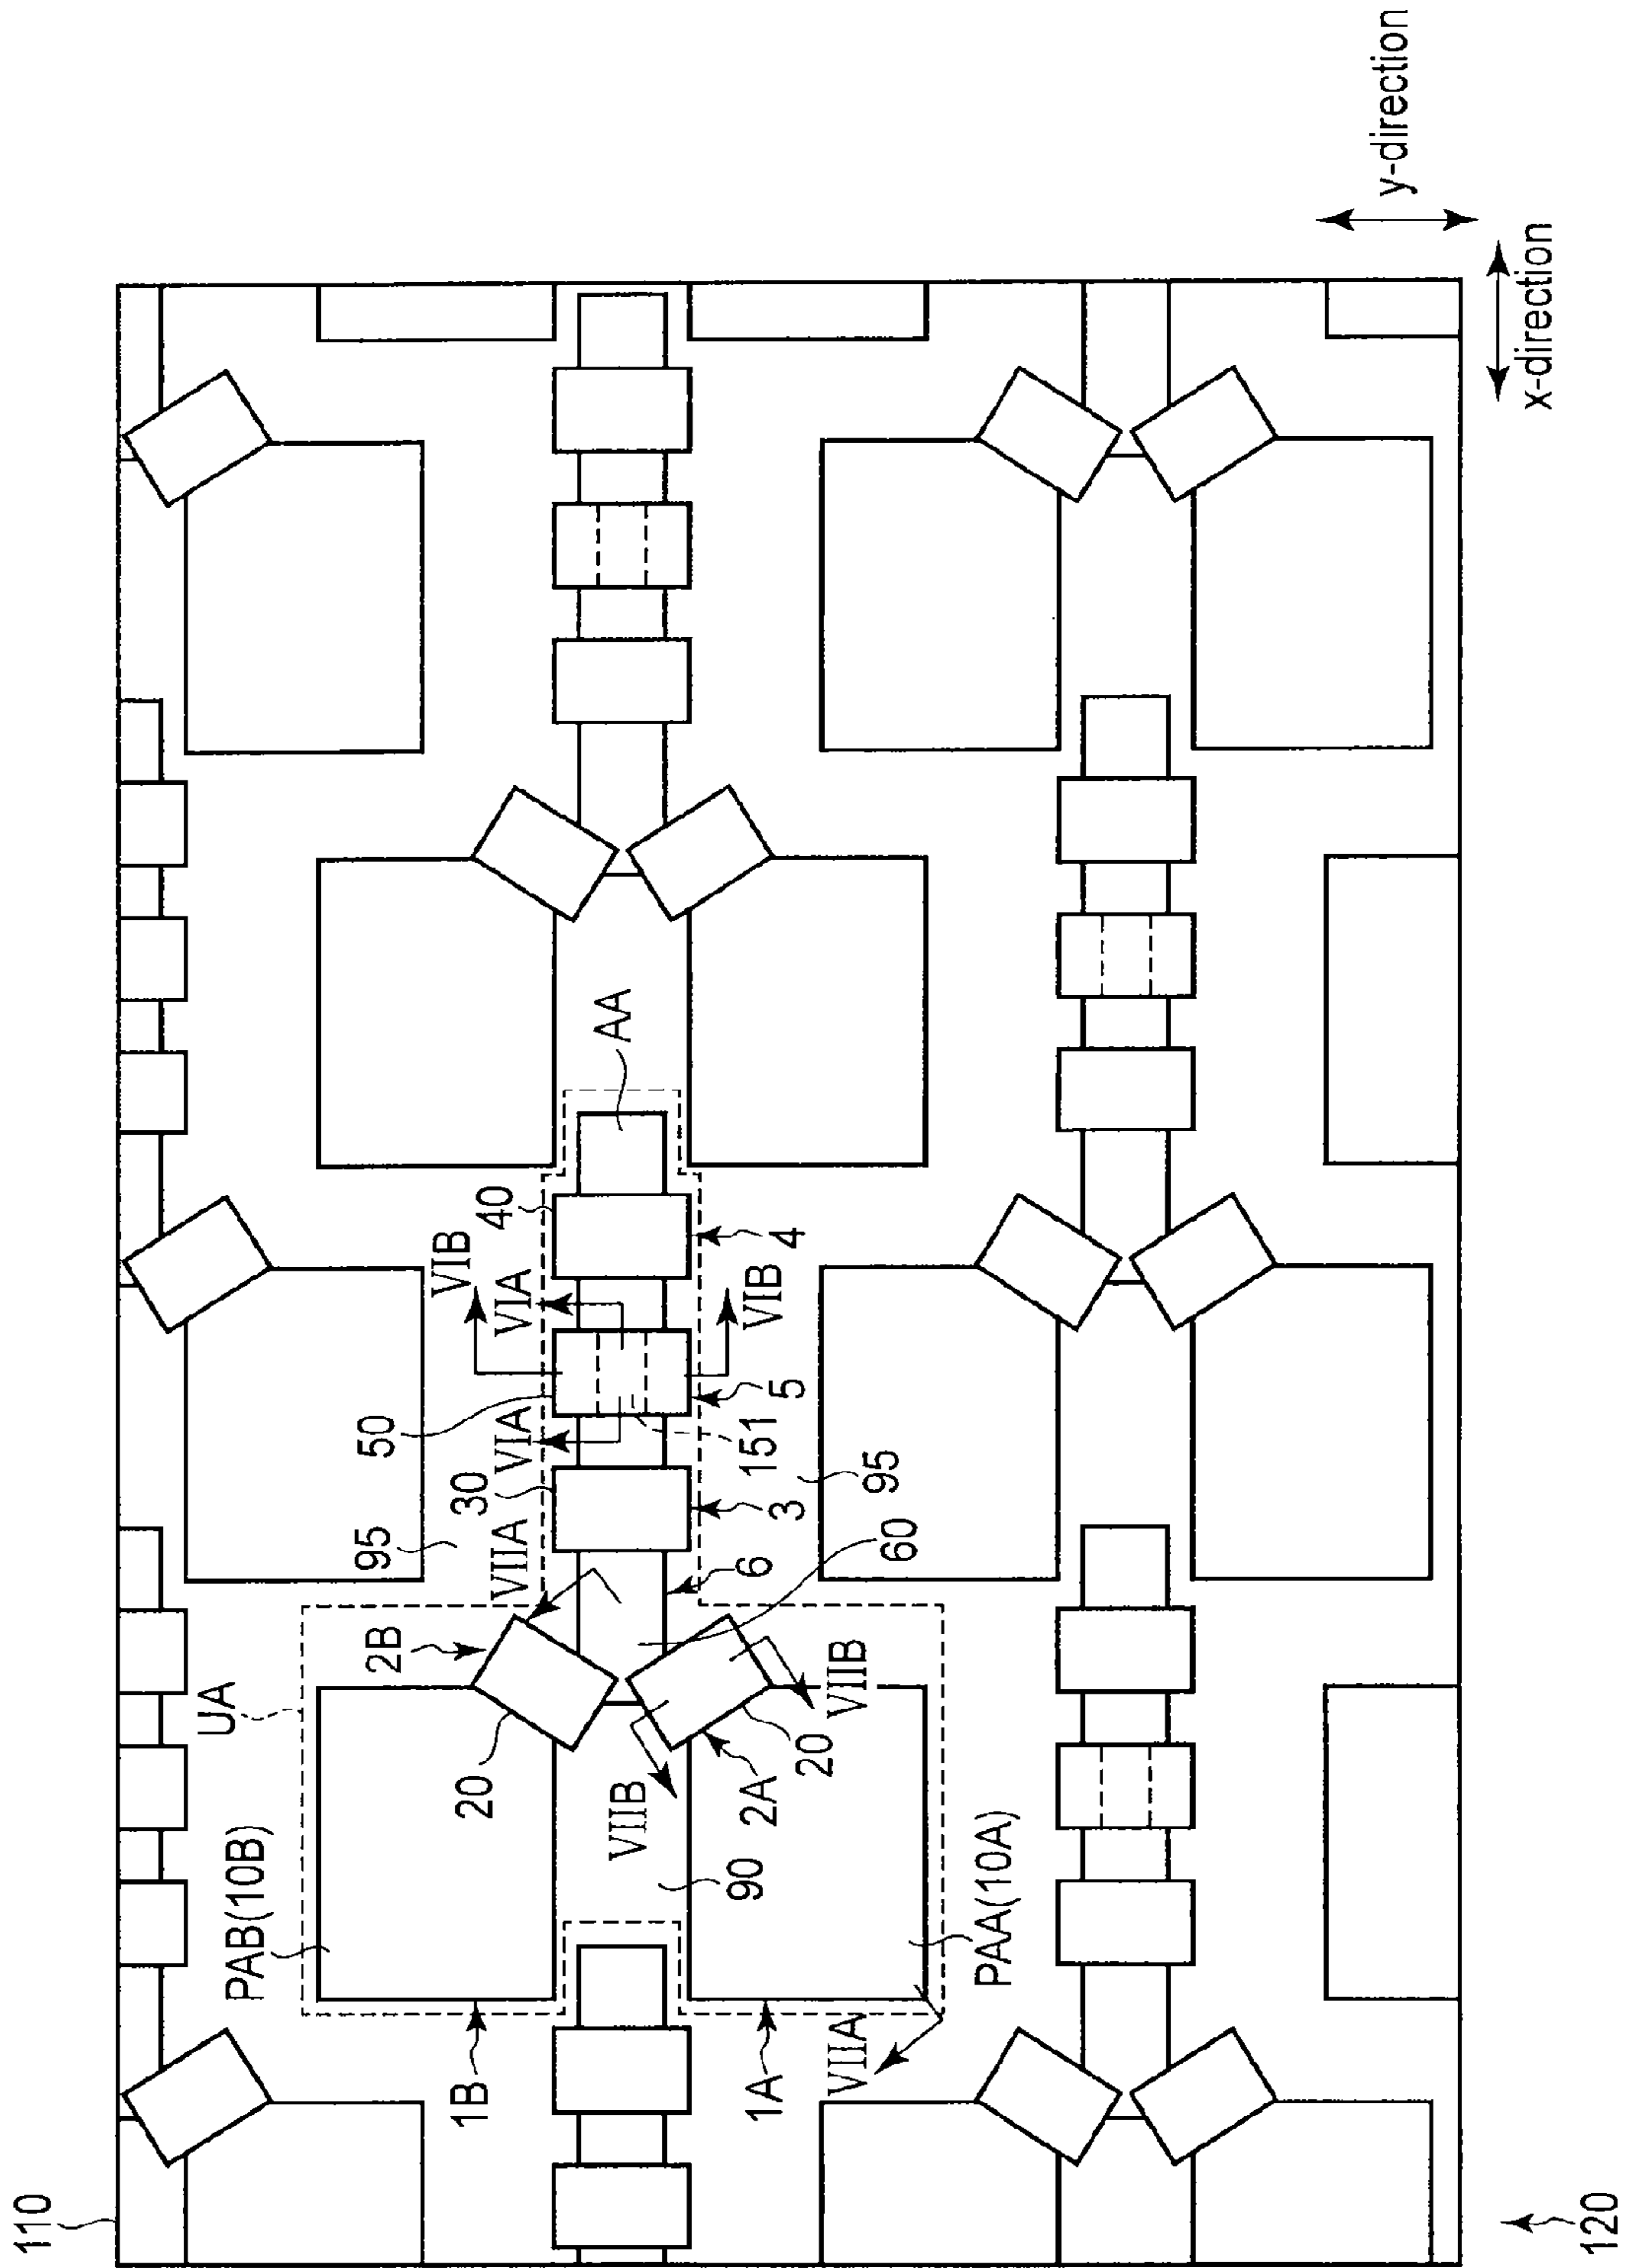 110
UA
PAB(10B)
20
2B
VIIA
95
30
50
VIA
VIB
VIA
40
AA
1B
VIIB
90
1A
VIIA
PAA(10A)
2A
20
VIIB
60
6
3
95
151
5
VIB
4
120
x-direction
y-direction